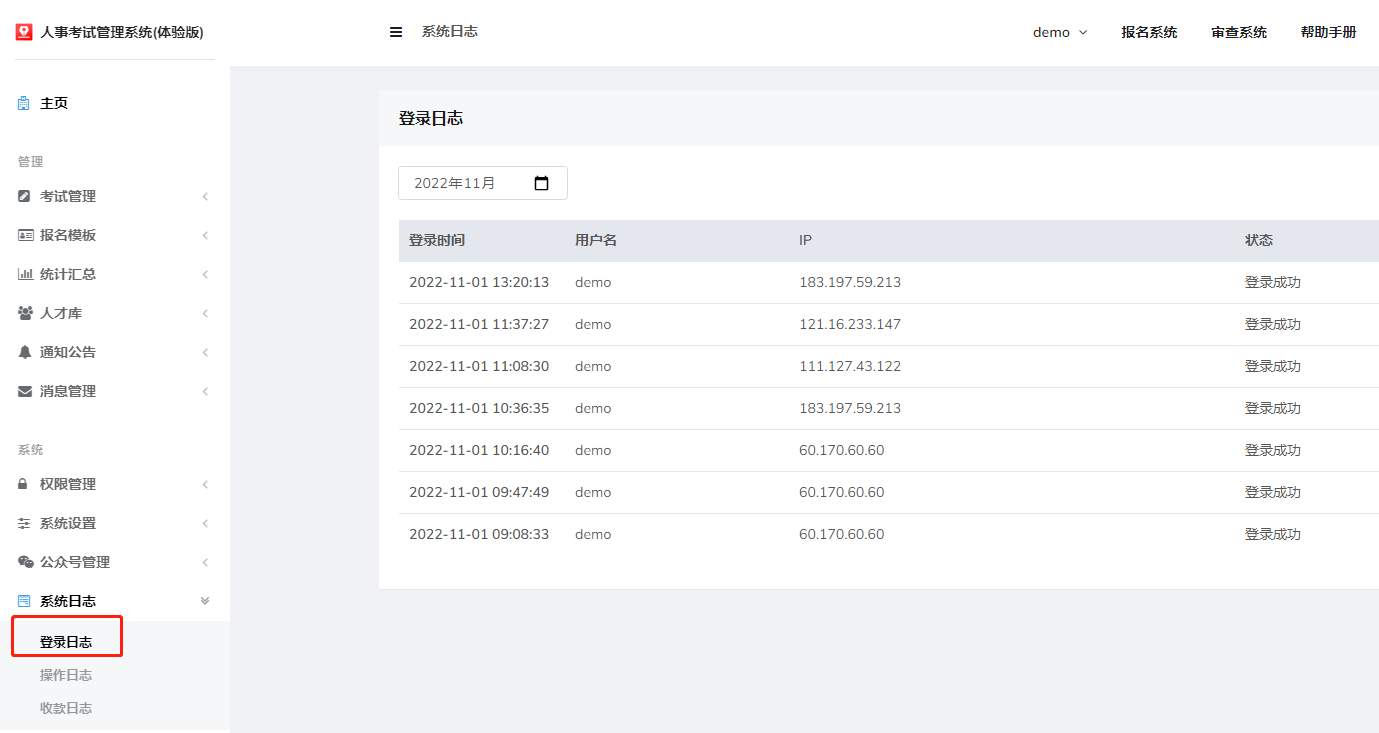 人事考试管理系统(体验版)
系统日志
demo
报名系统
审查系统
帮助手册
主页
管理
考试管理
报名模板
统计汇总
人才库
通知公告
消息管理
系统
权限管理
系统设置
公众号管理
系统日志
登录日志
操作日志
收款日志
登录日志
2022年11月
登录时间 用户名 IP 状态
2022-11-01 13:20:13 demo 183.197.59.213 登录成功
2022-11-01 11:37:27 demo 121.16.233.147 登录成功
2022-11-01 11:08:30 demo 111.127.43.122 登录成功
2022-11-01 10:36:35 demo 183.197.59.213 登录成功
2022-11-01 10:16:40 demo 60.170.60.60 登录成功
2022-11-01 09:47:49 demo 60.170.60.60 登录成功
2022-11-01 09:08:33 demo 60.170.60.60 登录成功